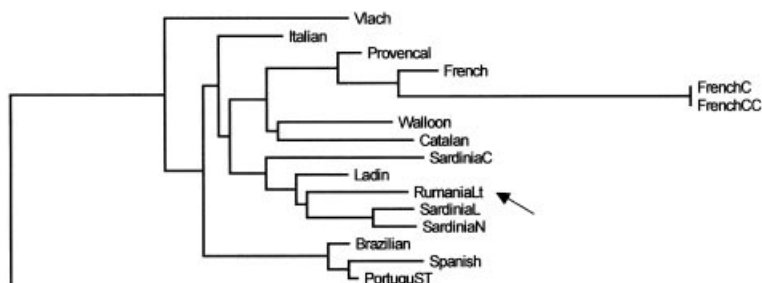 Vlach
Italian
Provencal
French
FrenchC
FrenchCC
Walloon
Catalan
SardiniaC
Ladin
RumaniaLt
SardiniaL
SardiniaN
Brazilian
Spanish
PortuguST